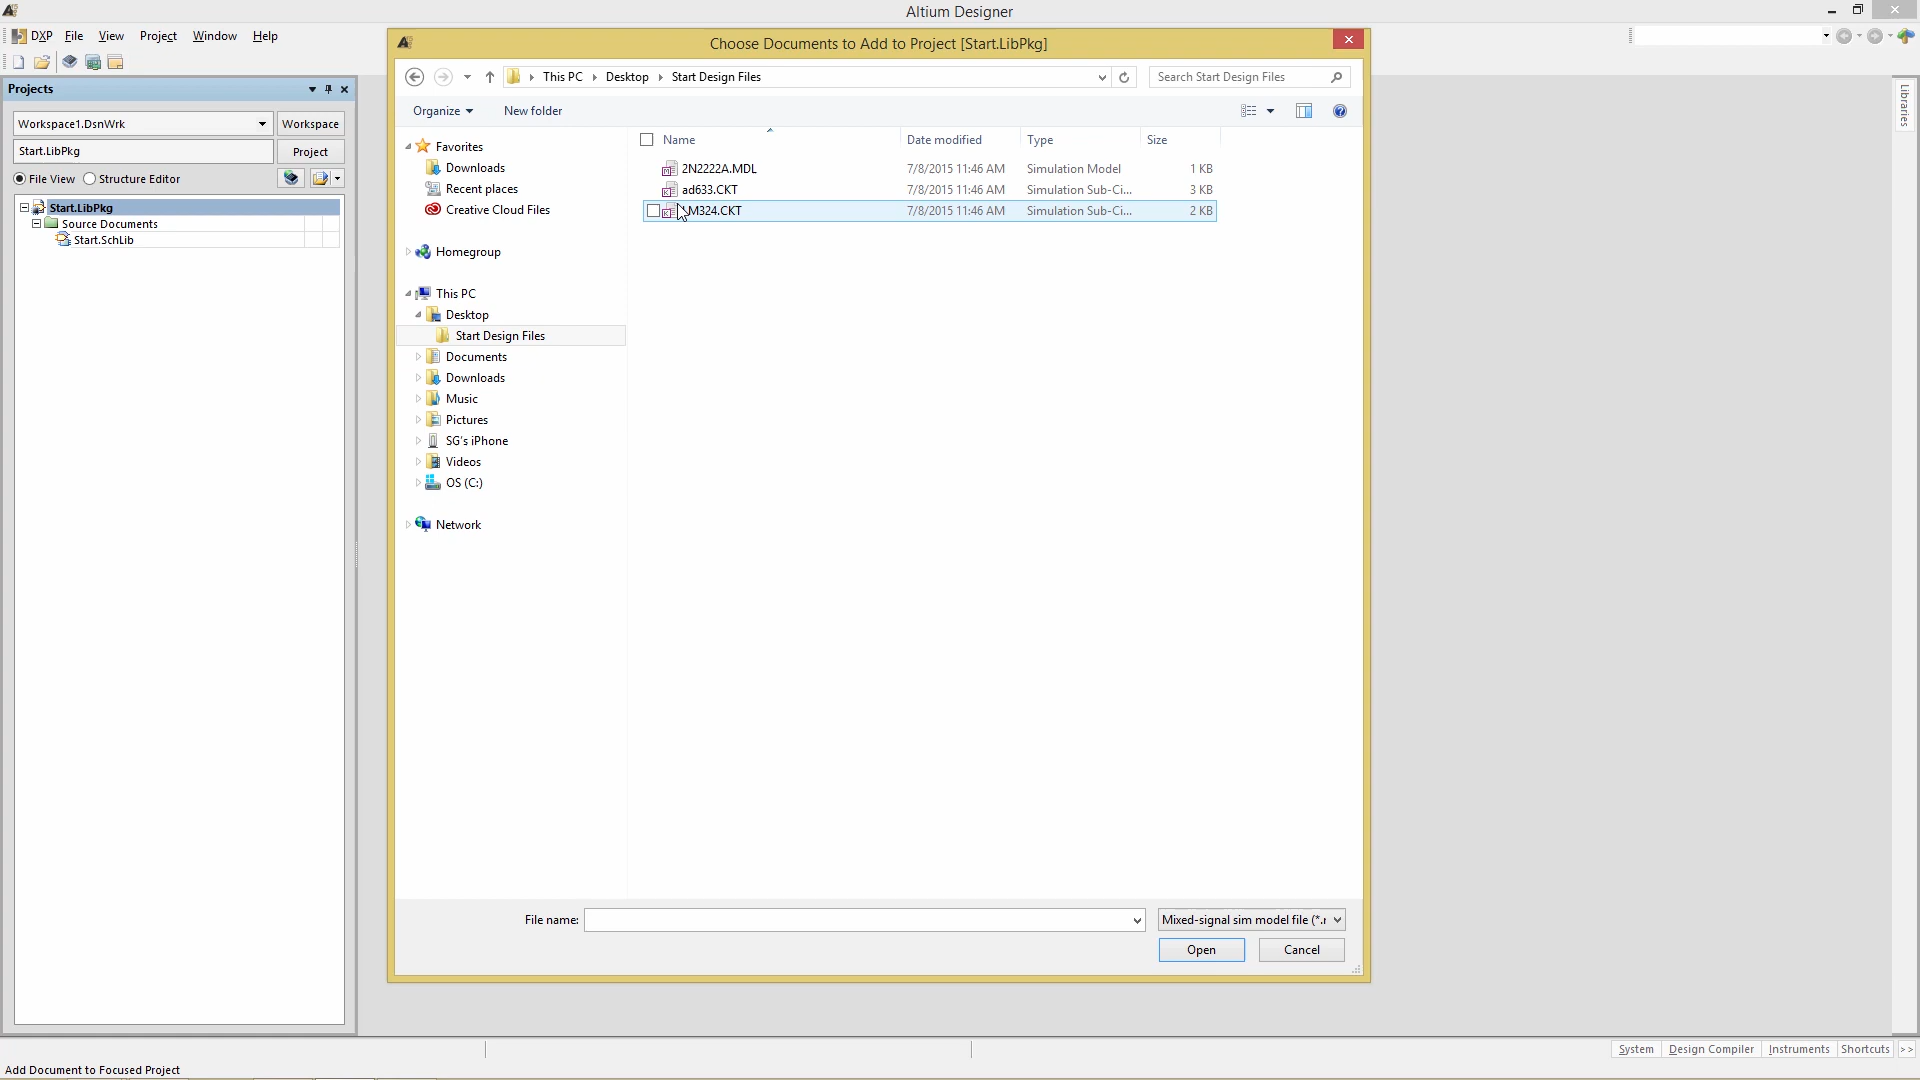 Altium Designer
DXP File View Project Window Help
Projects
Workspace1.DsnWrk Workspace
Start.LibPkg Project
File View Structure Editor
Start.LibPkg
Source Documents
Start.SchLib
Choose Documents to Add to Project [Start.LibPkg]
This PC Desktop Start Design Files
Search Start Design Files
Organize New folder
Favorites
Downloads
Recent places
Creative Cloud Files
Homegroup
This PC
Desktop
Start Design Files
Documents
Downloads
Music
Pictures
SG's iPhone
Videos
OS (C:)
Network
Name Date modified Type Size
2N2222A.MDL 7/8/2015 11:46 AM Simulation Model 1 KB
ad633.CKT 7/8/2015 11:46 AM Simulation Sub-Ci... 3 KB
LM324.CKT 7/8/2015 11:46 AM Simulation Sub-Ci... 2 KB
File name: Mixed-signal sim model file (*.r
Open Cancel
Libraries
System Design Compiler Instruments Shortcuts >>
Add Document to Focused Project